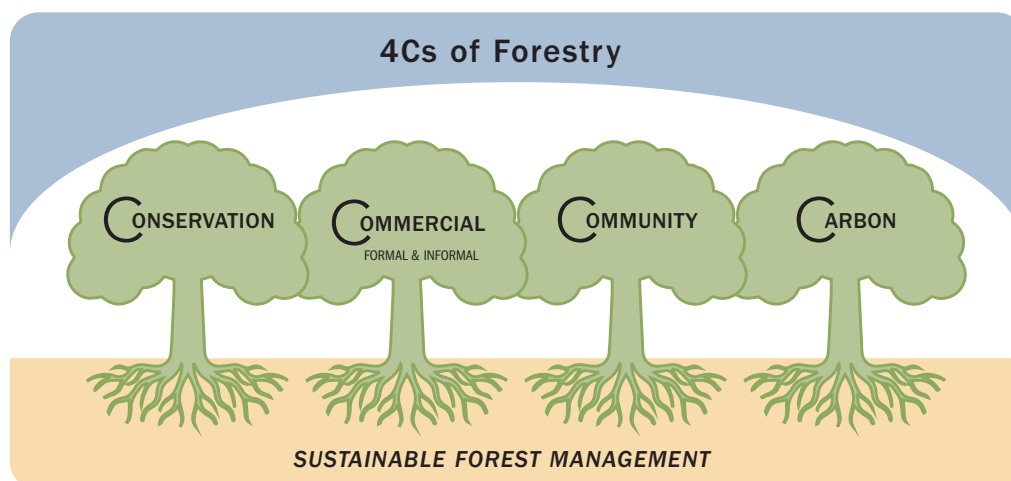 4Cs of Forestry
CONSERVATION
COMMERCIAL
FORMAL & INFORMAL
COMMUNITY
CARBON
SUSTAINABLE FOREST MANAGEMENT